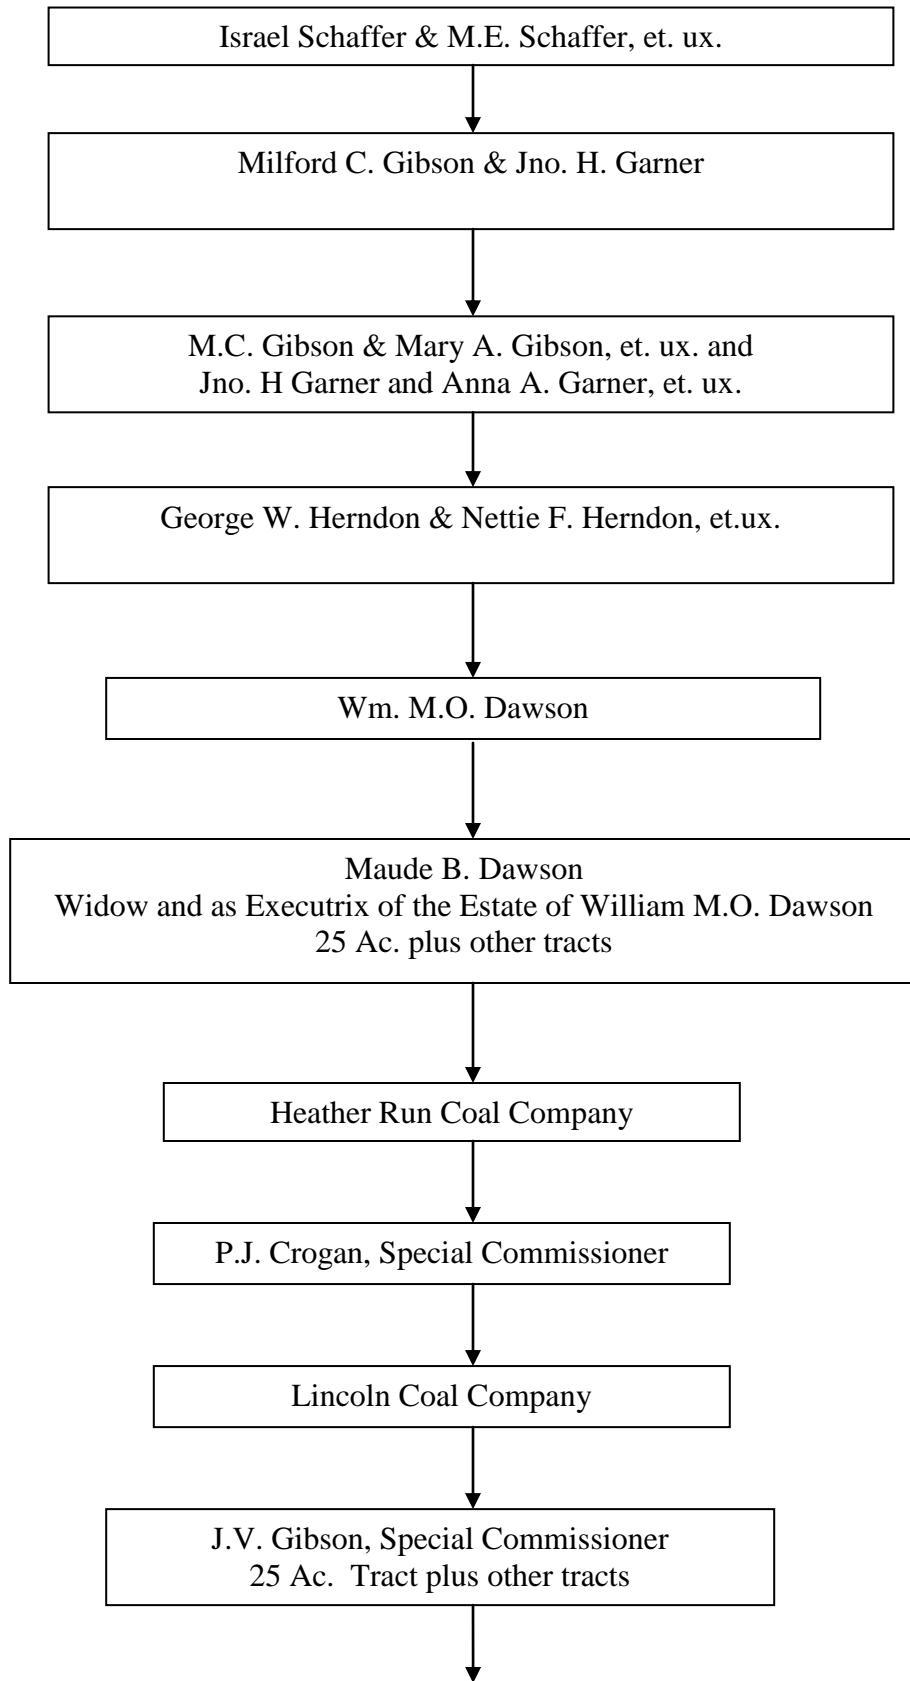 Israel Schaffer & M.E. Schaffer, et. ux.
Milford C. Gibson & Jno. H. Garner
M.C. Gibson & Mary A. Gibson, et. ux. and
Jno. H Garner and Anna A. Garner, et. ux.
George W. Herndon & Nettie F. Herndon, et.ux.
Wm. M.O. Dawson
Maude B. Dawson
Widow and as Executrix of the Estate of William M.O. Dawson
25 Ac. plus other tracts
Heather Run Coal Company
P.J. Crogan, Special Commissioner
Lincoln Coal Company
J.V. Gibson, Special Commissioner
25 Ac.  Tract plus other tracts